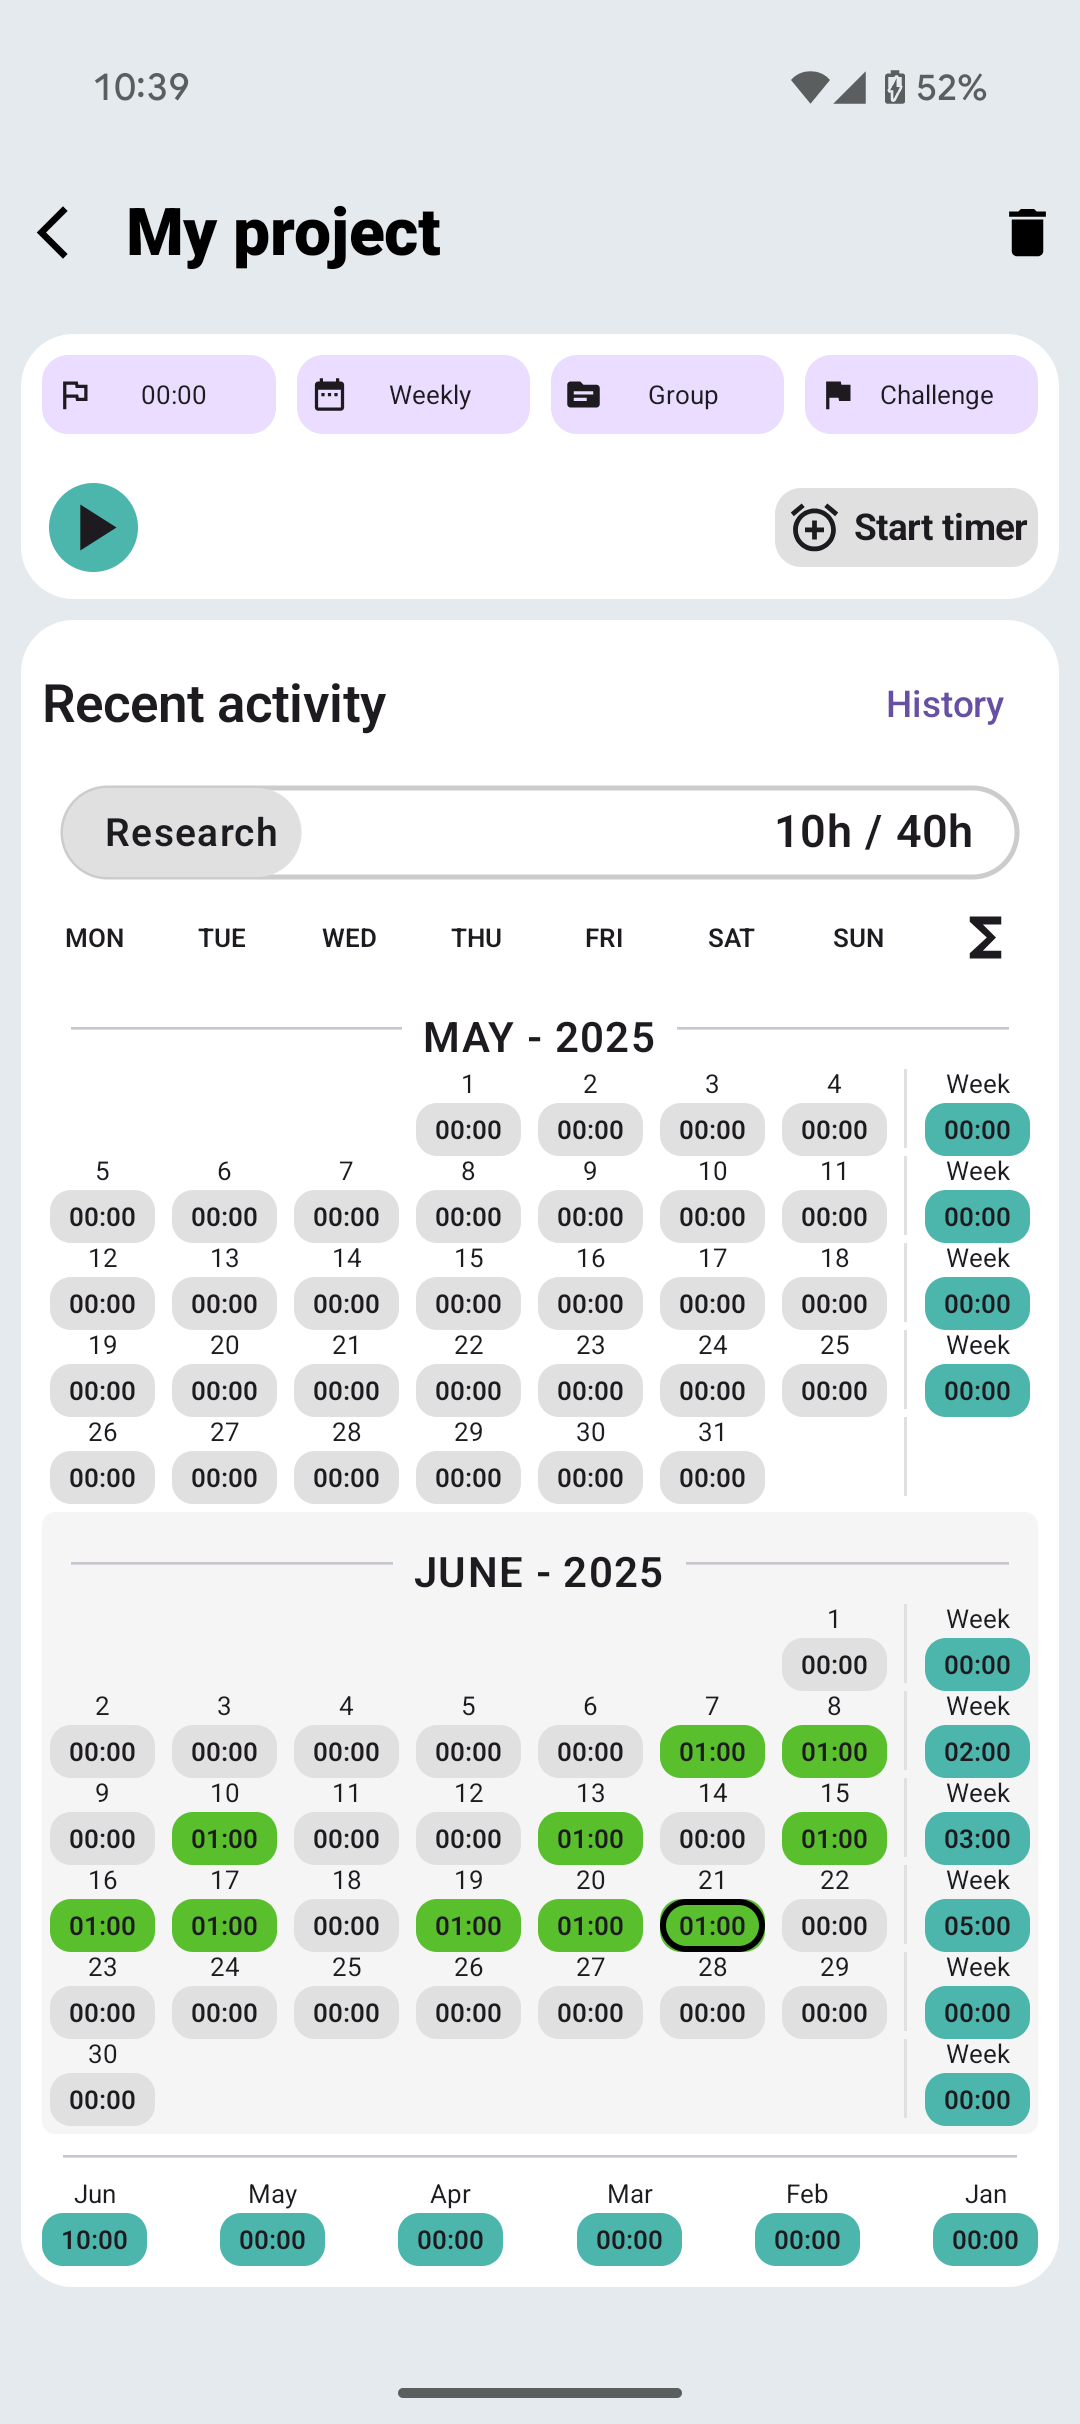 10:39 52%
My project
00:00 Weekly Group Challenge
Start timer
Recent activity History
Research 10h / 40h
MON TUE WED THU FRI SAT SUN Σ
MAY - 2025
1 2 3 4 Week
00:00 00:00 00:00 00:00 00:00
5 6 7 8 9 10 11 Week
00:00 00:00 00:00 00:00 00:00 00:00 00:00 00:00
12 13 14 15 16 17 18 Week
00:00 00:00 00:00 00:00 00:00 00:00 00:00 00:00
19 20 21 22 23 24 25 Week
00:00 00:00 00:00 00:00 00:00 00:00 00:00 00:00
26 27 28 29 30 31
00:00 00:00 00:00 00:00 00:00 00:00
JUNE - 2025
1 Week
00:00 00:00
2 3 4 5 6 7 8 Week
00:00 00:00 00:00 00:00 00:00 01:00 01:00 02:00
9 10 11 12 13 14 15 Week
00:00 01:00 00:00 00:00 01:00 00:00 01:00 03:00
16 17 18 19 20 21 22 Week
01:00 01:00 00:00 01:00 01:00 01:00 00:00 05:00
23 24 25 26 27 28 29 Week
00:00 00:00 00:00 00:00 00:00 00:00 00:00 00:00
30 Week
00:00 00:00
Jun May Apr Mar Feb Jan
10:00 00:00 00:00 00:00 00:00 00:00